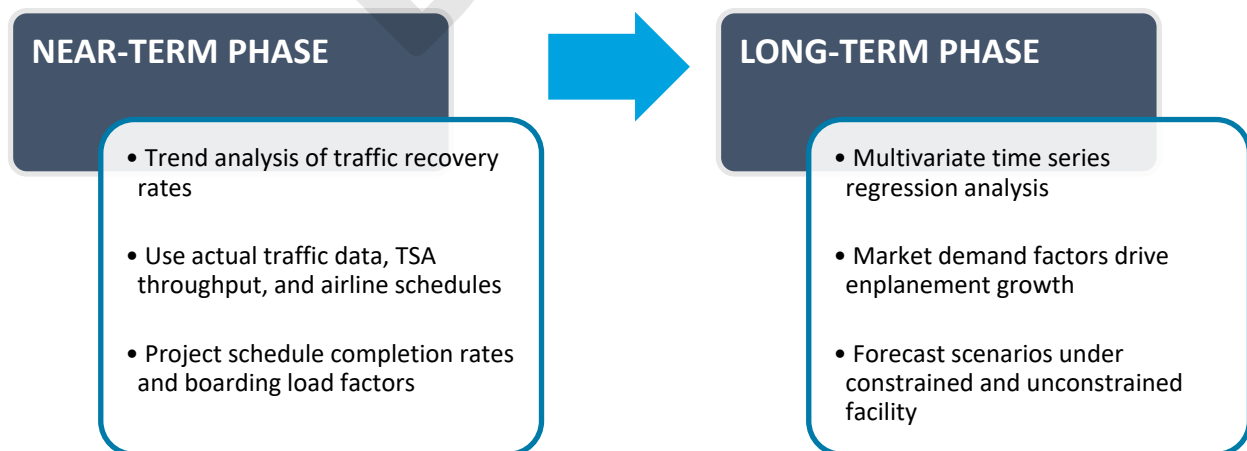 NEAR-TERM PHASE
• Trend analysis of traffic recovery
rates
• Use actual traffic data, TSA
throughput, and airline schedules
• Project schedule completion rates
and boarding load factors
LONG-TERM PHASE
• Multivariate time series
regression analysis
• Market demand factors drive
enplanement growth
• Forecast scenarios under
constrained and unconstrained
facility